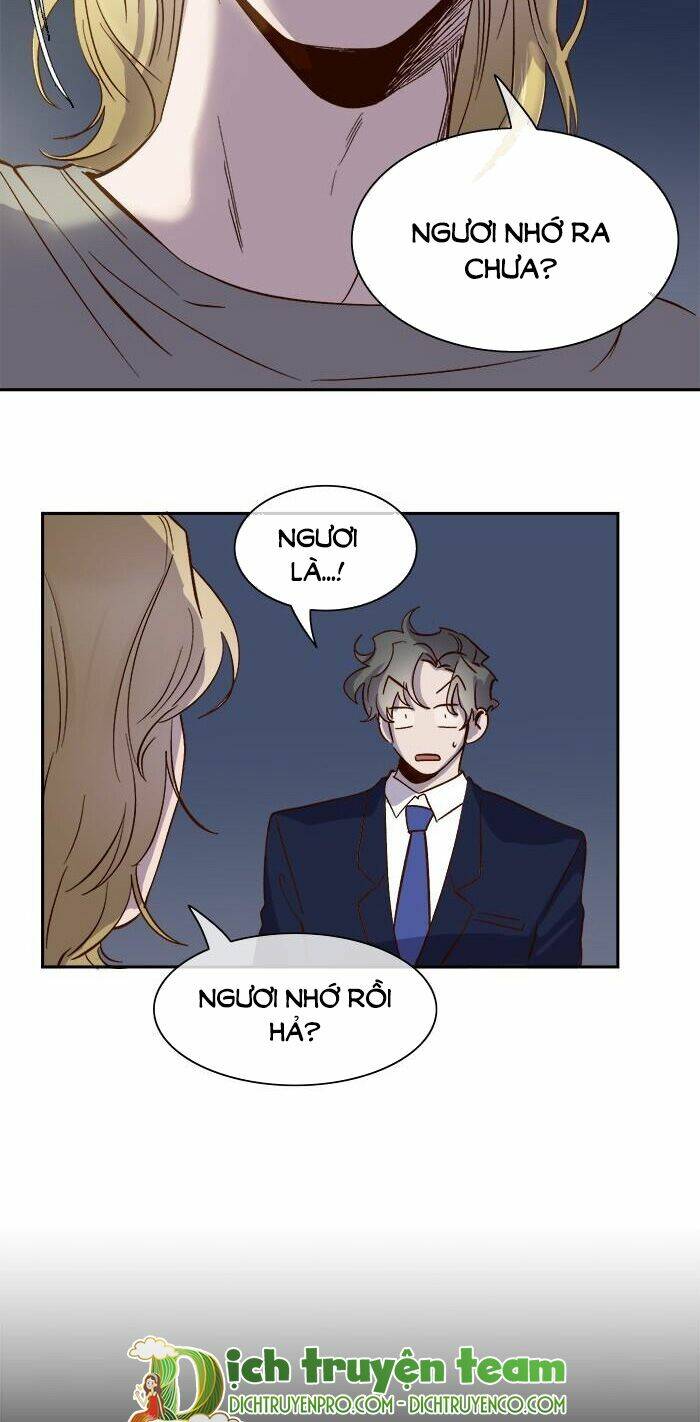 NGƯƠI NHỚ RA
CHƯA?
NGƯƠI
LÀ...!
NGƯƠI NHỚ RỒI
HẢ?
Dịch truyện team
DICHTRUYENPRO.COM - DICHTRUYENCO.COM